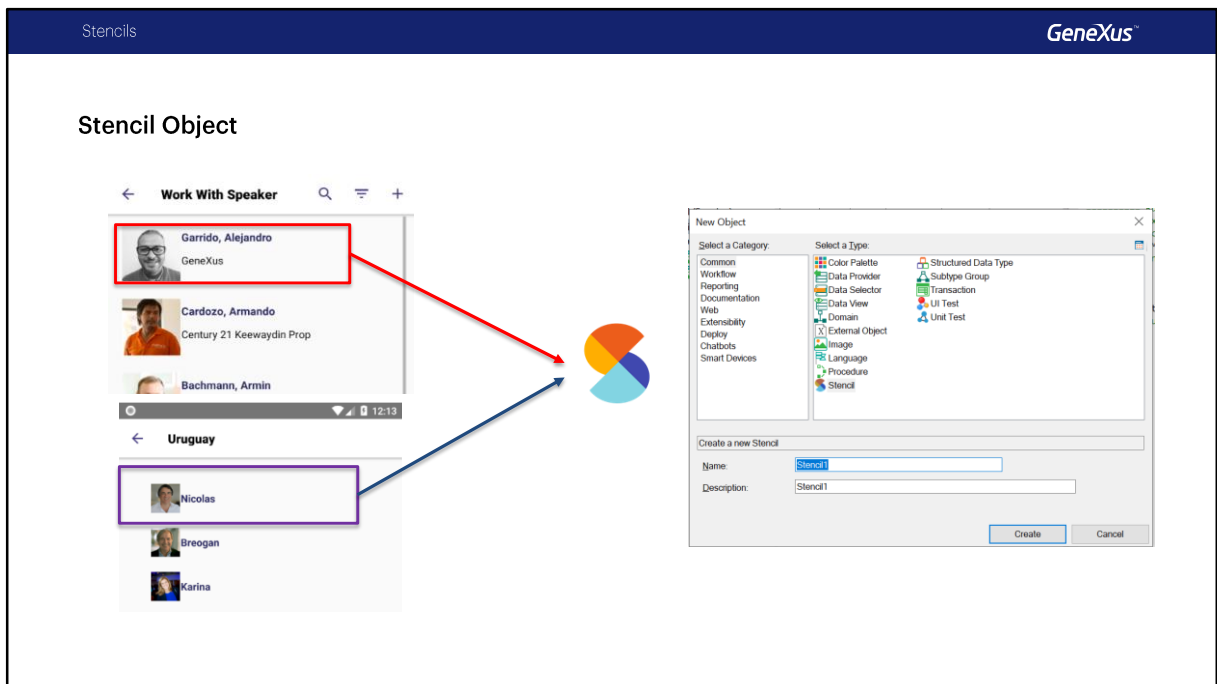 Stencils
GeneXus™
Stencil Object
Work With Speaker
Garrido, Alejandro
GeneXus
Cardozo, Armando
Century 21 Keewaydin Prop
Bachmann, Armin
12:13
Uruguay
Nicolas
Breogan
Karina
New Object
Select a Category:
Common
Workflow
Reporting
Documentation
Web
Extensibility
Deploy
Chatbots
Smart Devices
Select a Type:
Color Palette
Data Provider
Data Selector
Data View
Domain
External Object
Image
Language
Procedure
Stencil
Structured Data Type
Subtype Group
Transaction
UI Test
Unit Test
Create a new Stencil
Name: Stencil1
Description: Stencil1
Create Cancel